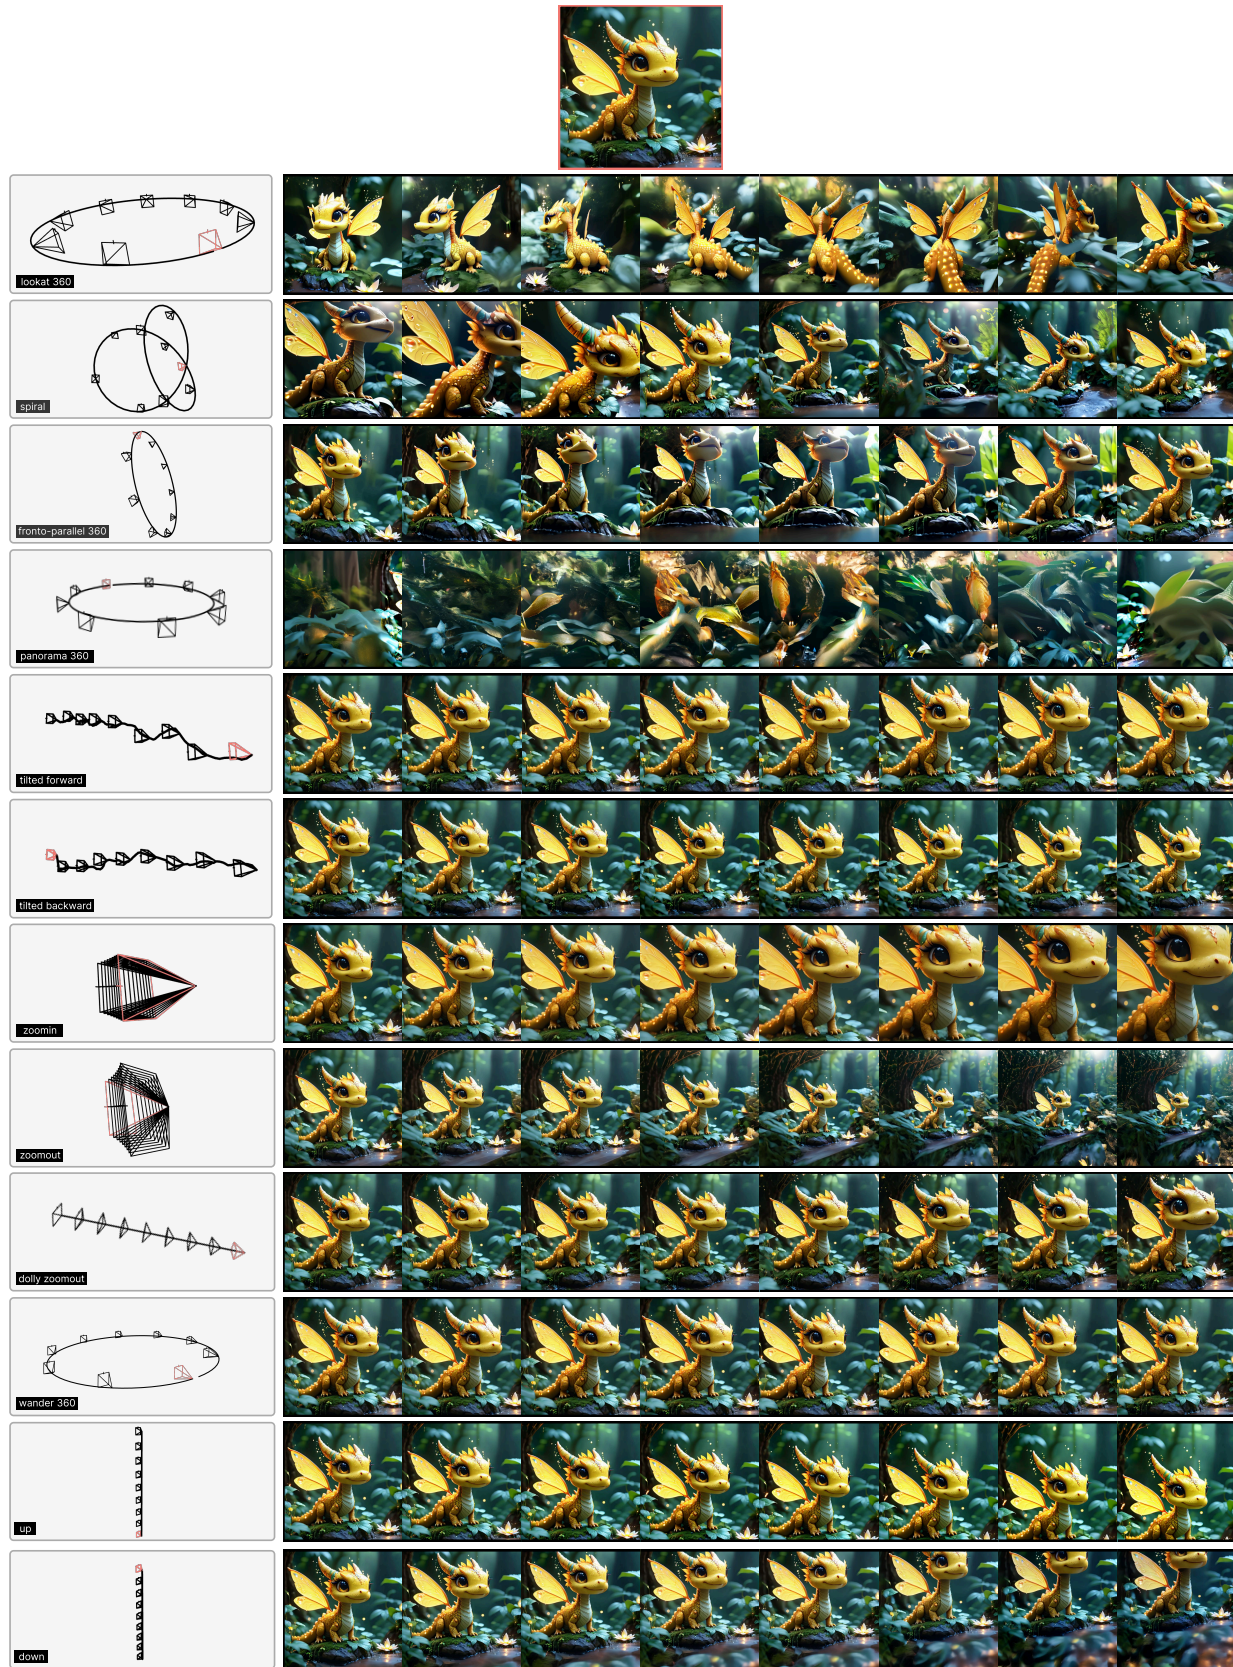 lookat 360
spiral
fronto-parallel 360
panorama 360
tilted forward
tilted backward
zoomin
zoomout
dolly zoomout
wander 360
up
down